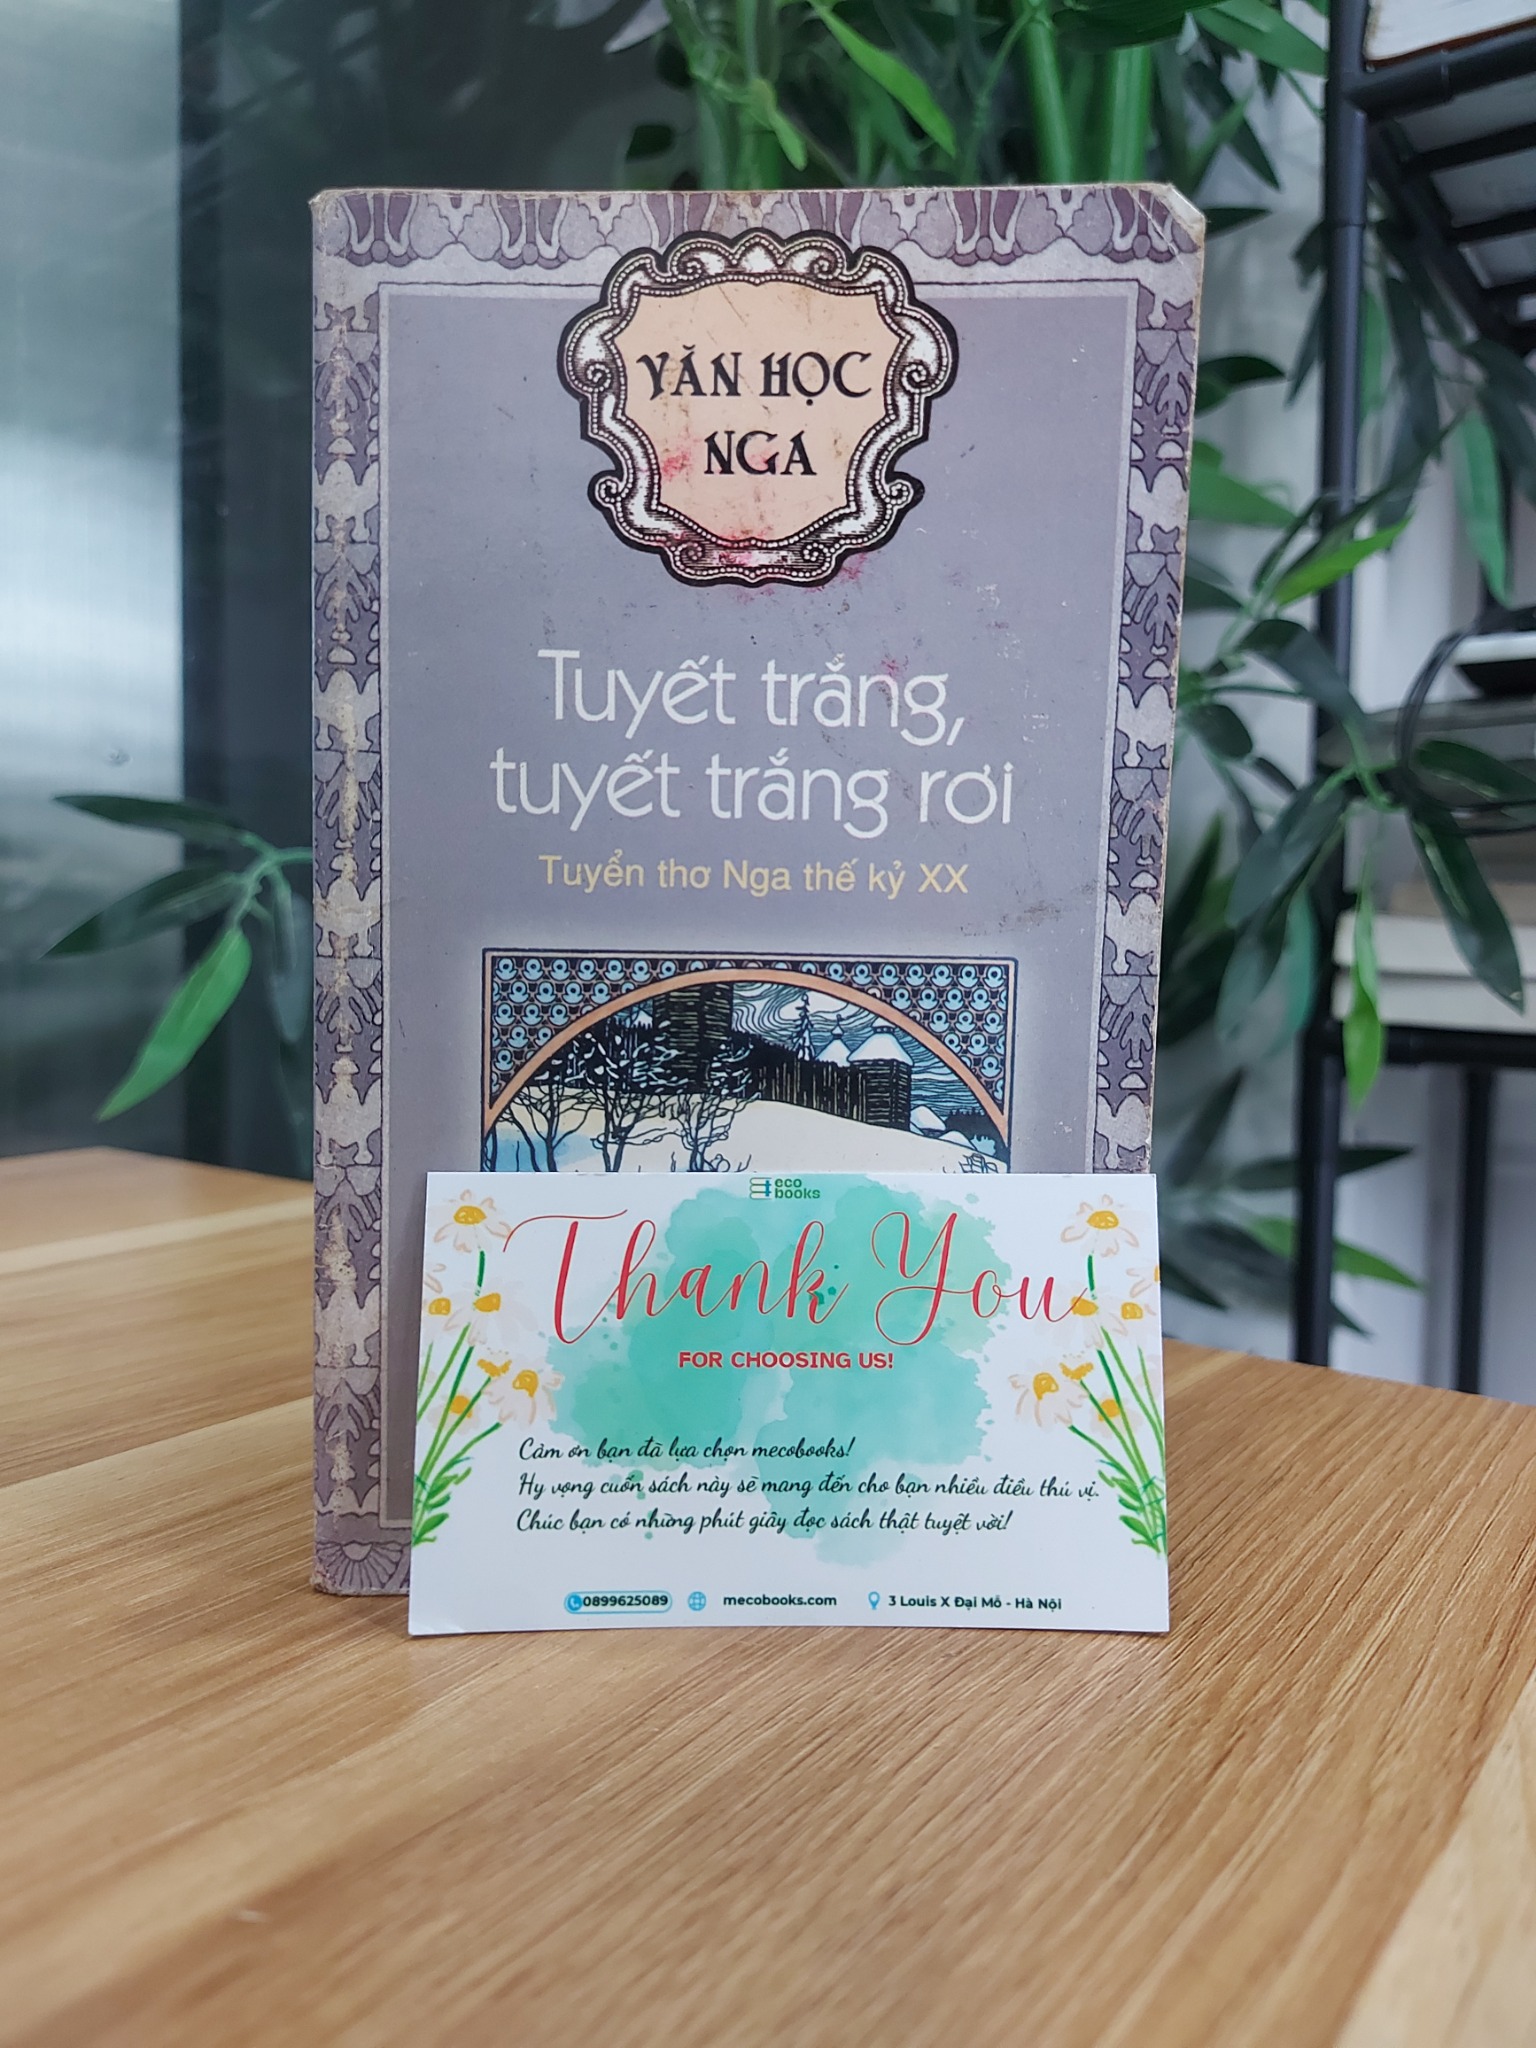 VĂN HỌC
NGA
Tuyết trắng,
tuyết trắng rơi
Tuyển thơ Nga thế kỷ XX
eco
books
Thank You
FOR CHOOSING US!
Cảm ơn bạn đã lựa chọn mecobooks!
Hy vọng cuốn sách này sẽ mang đến cho bạn nhiều điều thú vị.
Chúc bạn có những phút giây đọc sách thật tuyệt vời!
0899625089 mecobooks.com 3 Louis X Đại Mỗ - Hà Nội